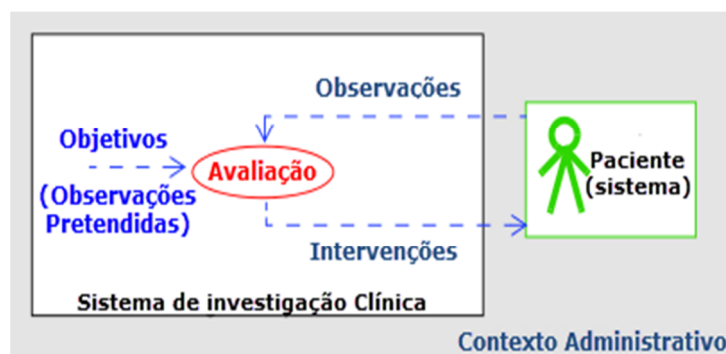 Observações
Objetivos
Avaliação
Paciente
(sistema)
(Observações
Pretendidas)
Intervenções
Sistema de investigação Clínica
Contexto Administrativo